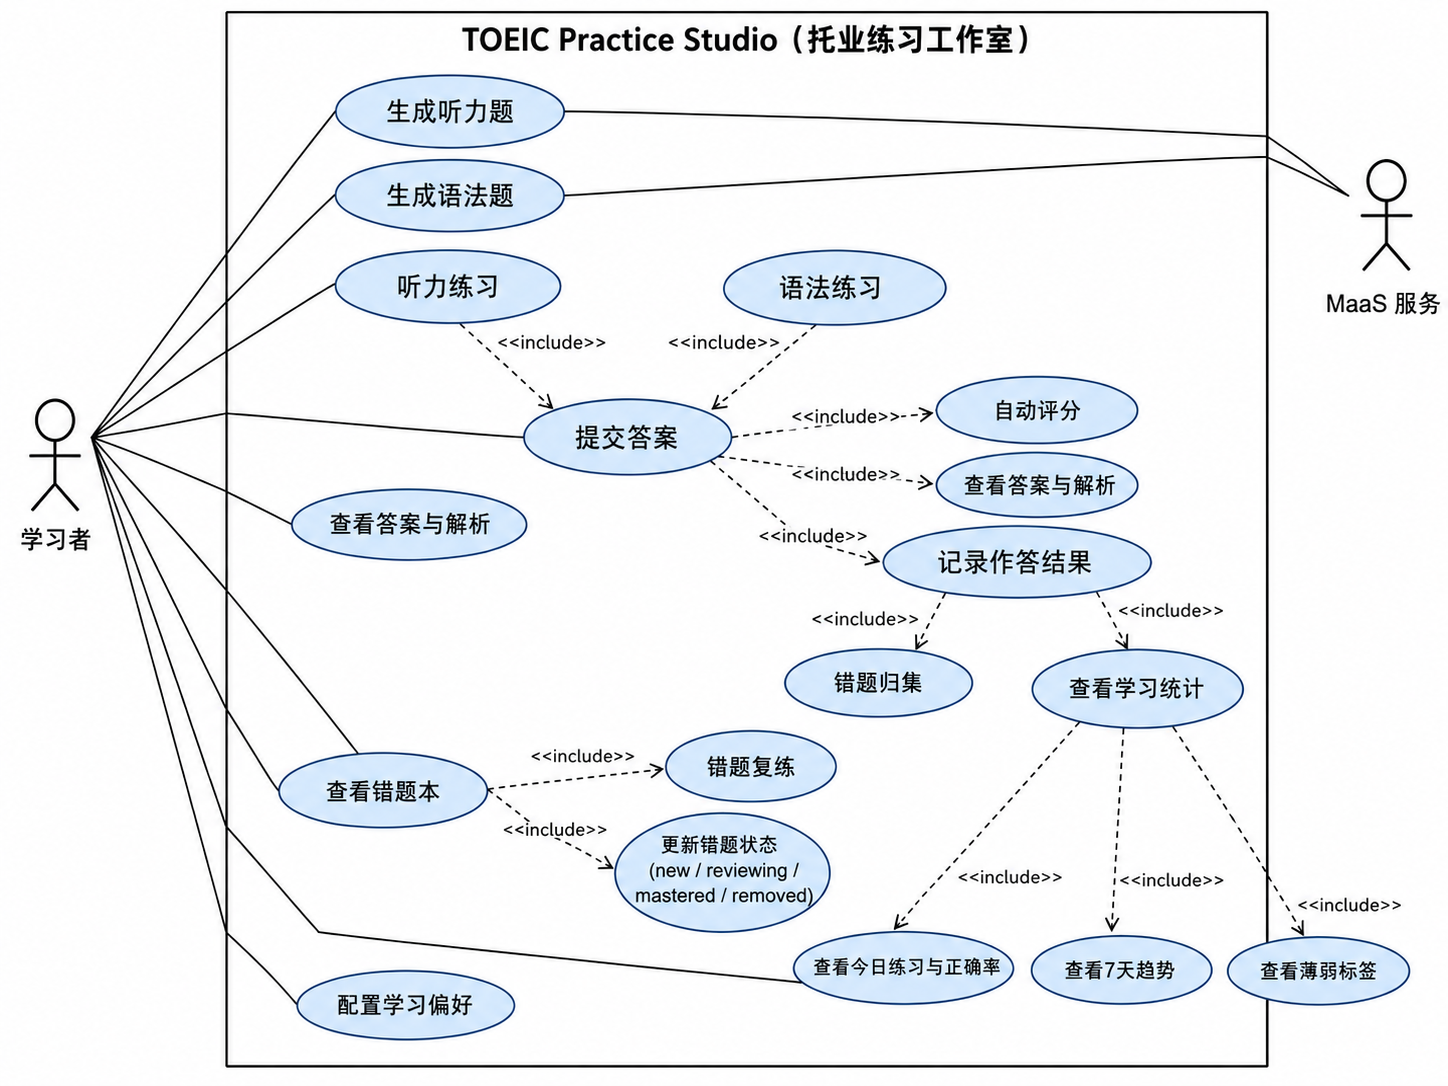 TOEIC Practice Studio（托业练习工作室）
生成听力题
生成语法题
听力练习
语法练习
MaaS 服务
<<include>>
<<include>>
自动评分
<<include>>
提交答案
<<include>>
查看答案与解析
学习者
查看答案与解析
<<include>>
记录作答结果
<<include>>
<<include>>
错题归集
查看学习统计
<<include>>
错题复练
查看错题本
<<include>>
更新错题状态
(new / reviewing /
mastered / removed)
<<include>>
<<include>>
<<include>>
查看今日练习与正确率
查看7天趋势
查看薄弱标签
配置学习偏好